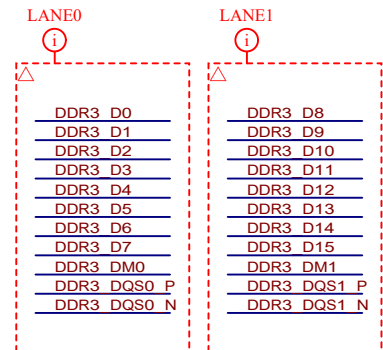 LANE0
i
DDR3_D0
DDR3_D1
DDR3_D2
DDR3_D3
DDR3_D4
DDR3_D5
DDR3_D6
DDR3_D7
DDR3_DM0
DDR3_DQS0_P
DDR3_DQS0_N
LANE1
i
DDR3_D8
DDR3_D9
DDR3_D10
DDR3_D11
DDR3_D12
DDR3_D13
DDR3_D14
DDR3_D15
DDR3_DM1
DDR3_DQS1_P
DDR3_DQS1_N